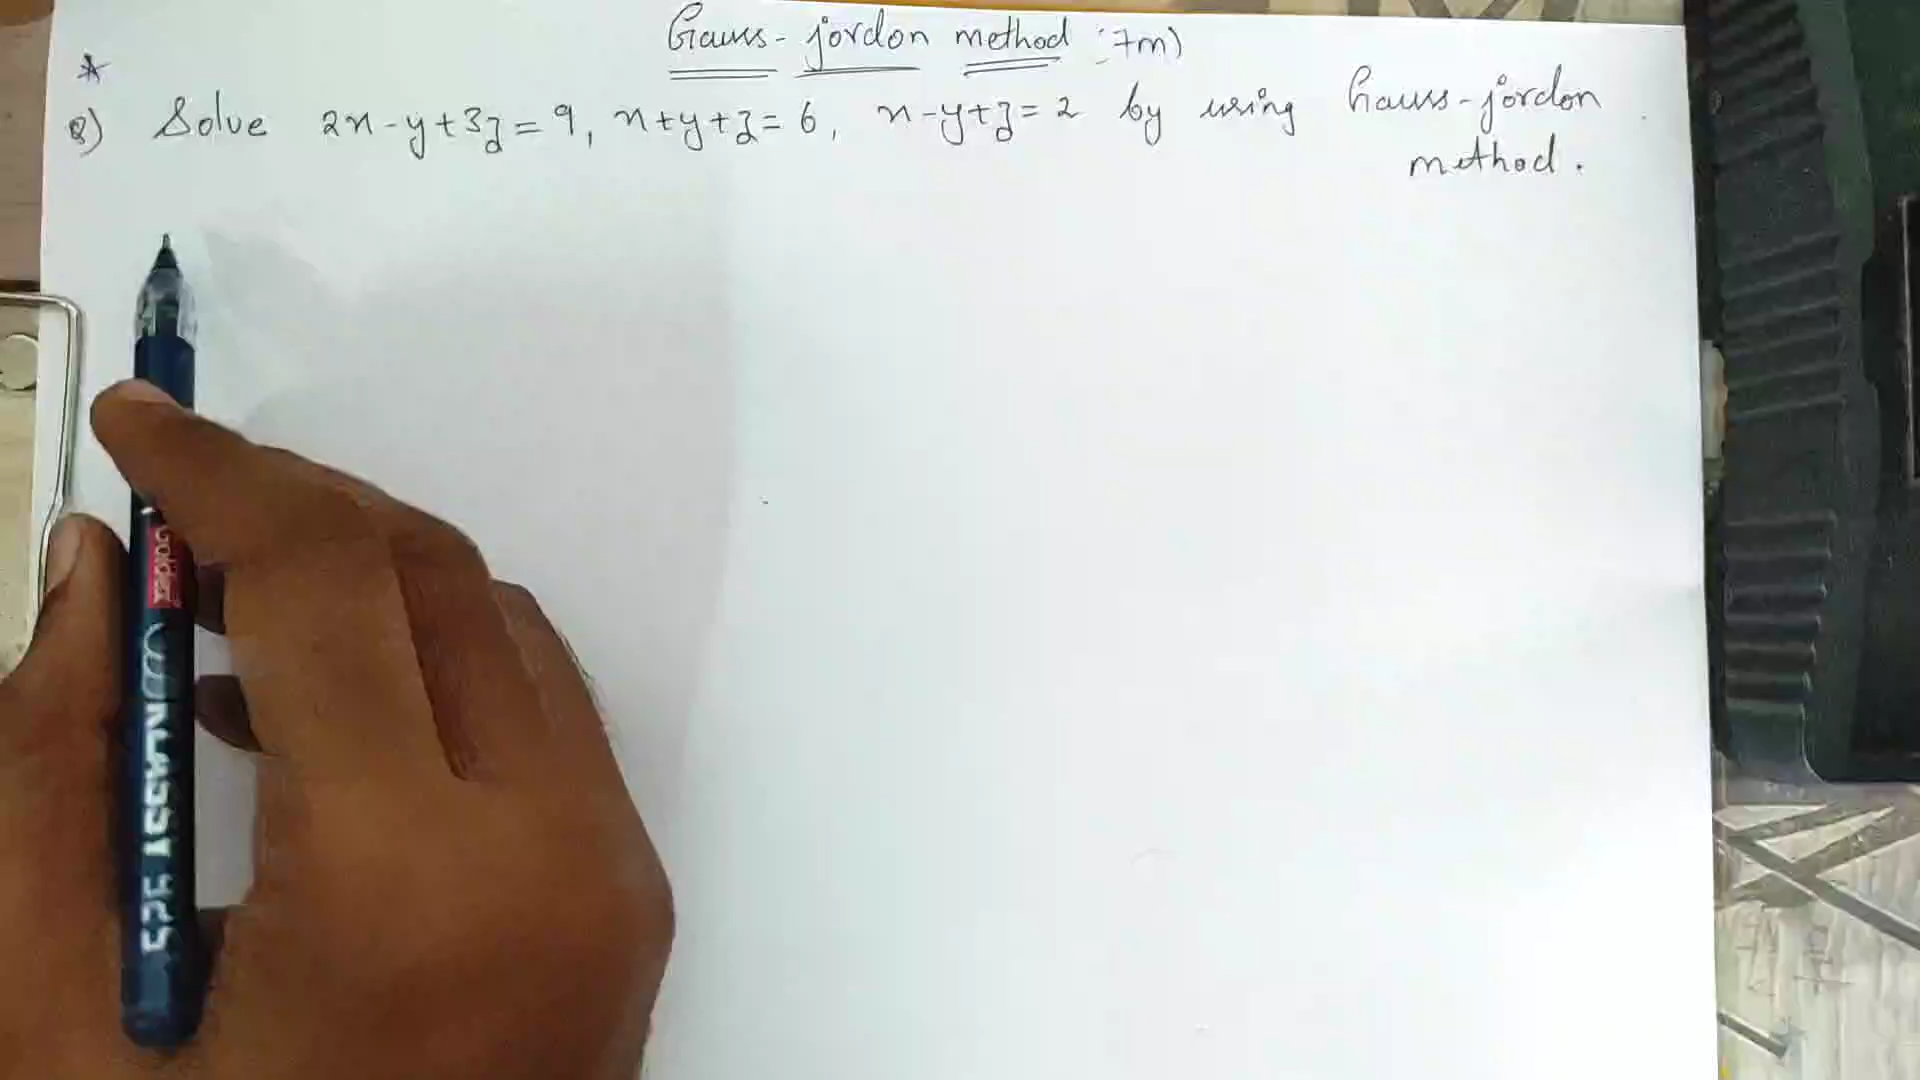 Gauss - jordon method (7m)
Q) Solve 2x-y+3z=9, x+y+z=6, x-y+z=2 by using Gauss-jordon
method.